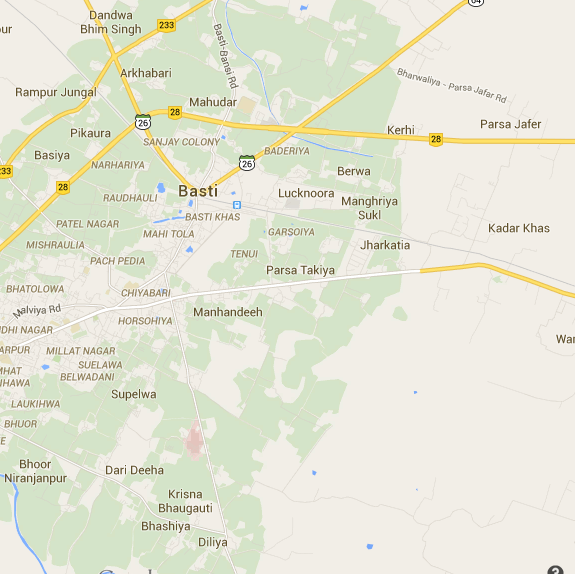 04
Dandwa
Bhim Singh
233
Basti-Bansi Rd
Arkhabari
Bharwaliya - Parsa Jafar Rd
Rampur Jungal
Mahudar
28
26
Parsa Jafer
Kerhi
28
Pikaura
SANJAY COLONY
BADERIYA
Basiya
NARHARIYA
26
233
Berwa
28
Basti
Lucknoora
RAUDHAULI
Manghriya
Sukl
BASTI KHAS
PATEL NAGAR
Kadar Khas
MAHI TOLA
GARSOIYA
MISHRAULIA
Jharkatia
TENUI
PACH PEDIA
Parsa Takiya
BHATOLOWA
CHIYABARI
Malviya Rd
Manhandeeh
HORSOHIYA
MILLAT NAGAR
SUELAWA
BELWADANI
Supelwa
LAUKIHWA
BHUOR
Bhoor
Niranjanpur
Dari Deeha
Krisna
Bhaugauti
Bhashiya
Diliya
?